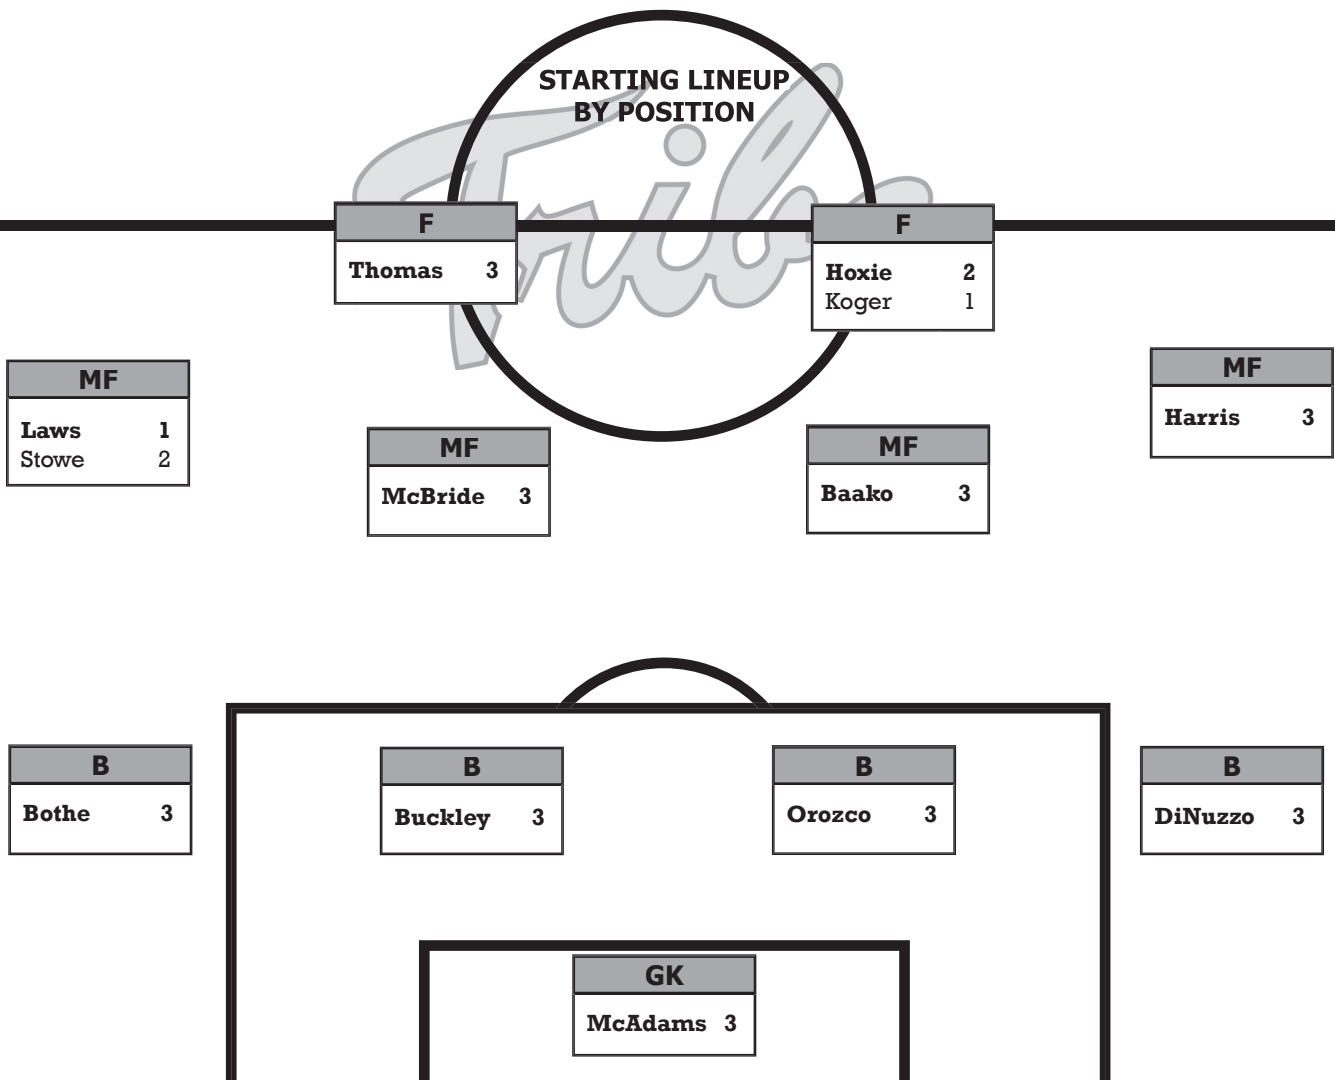 STARTING LINEUP
BY POSITION
Tribe
F
Thomas 3
F
Hoxie 2
Koger 1
MF
Laws 1
Stowe 2
MF
McBride 3
MF
Baako 3
MF
Harris 3
B
Bothe 3
B
Buckley 3
B
Orozco 3
B
DiNuzzo 3
GK
McAdams 3